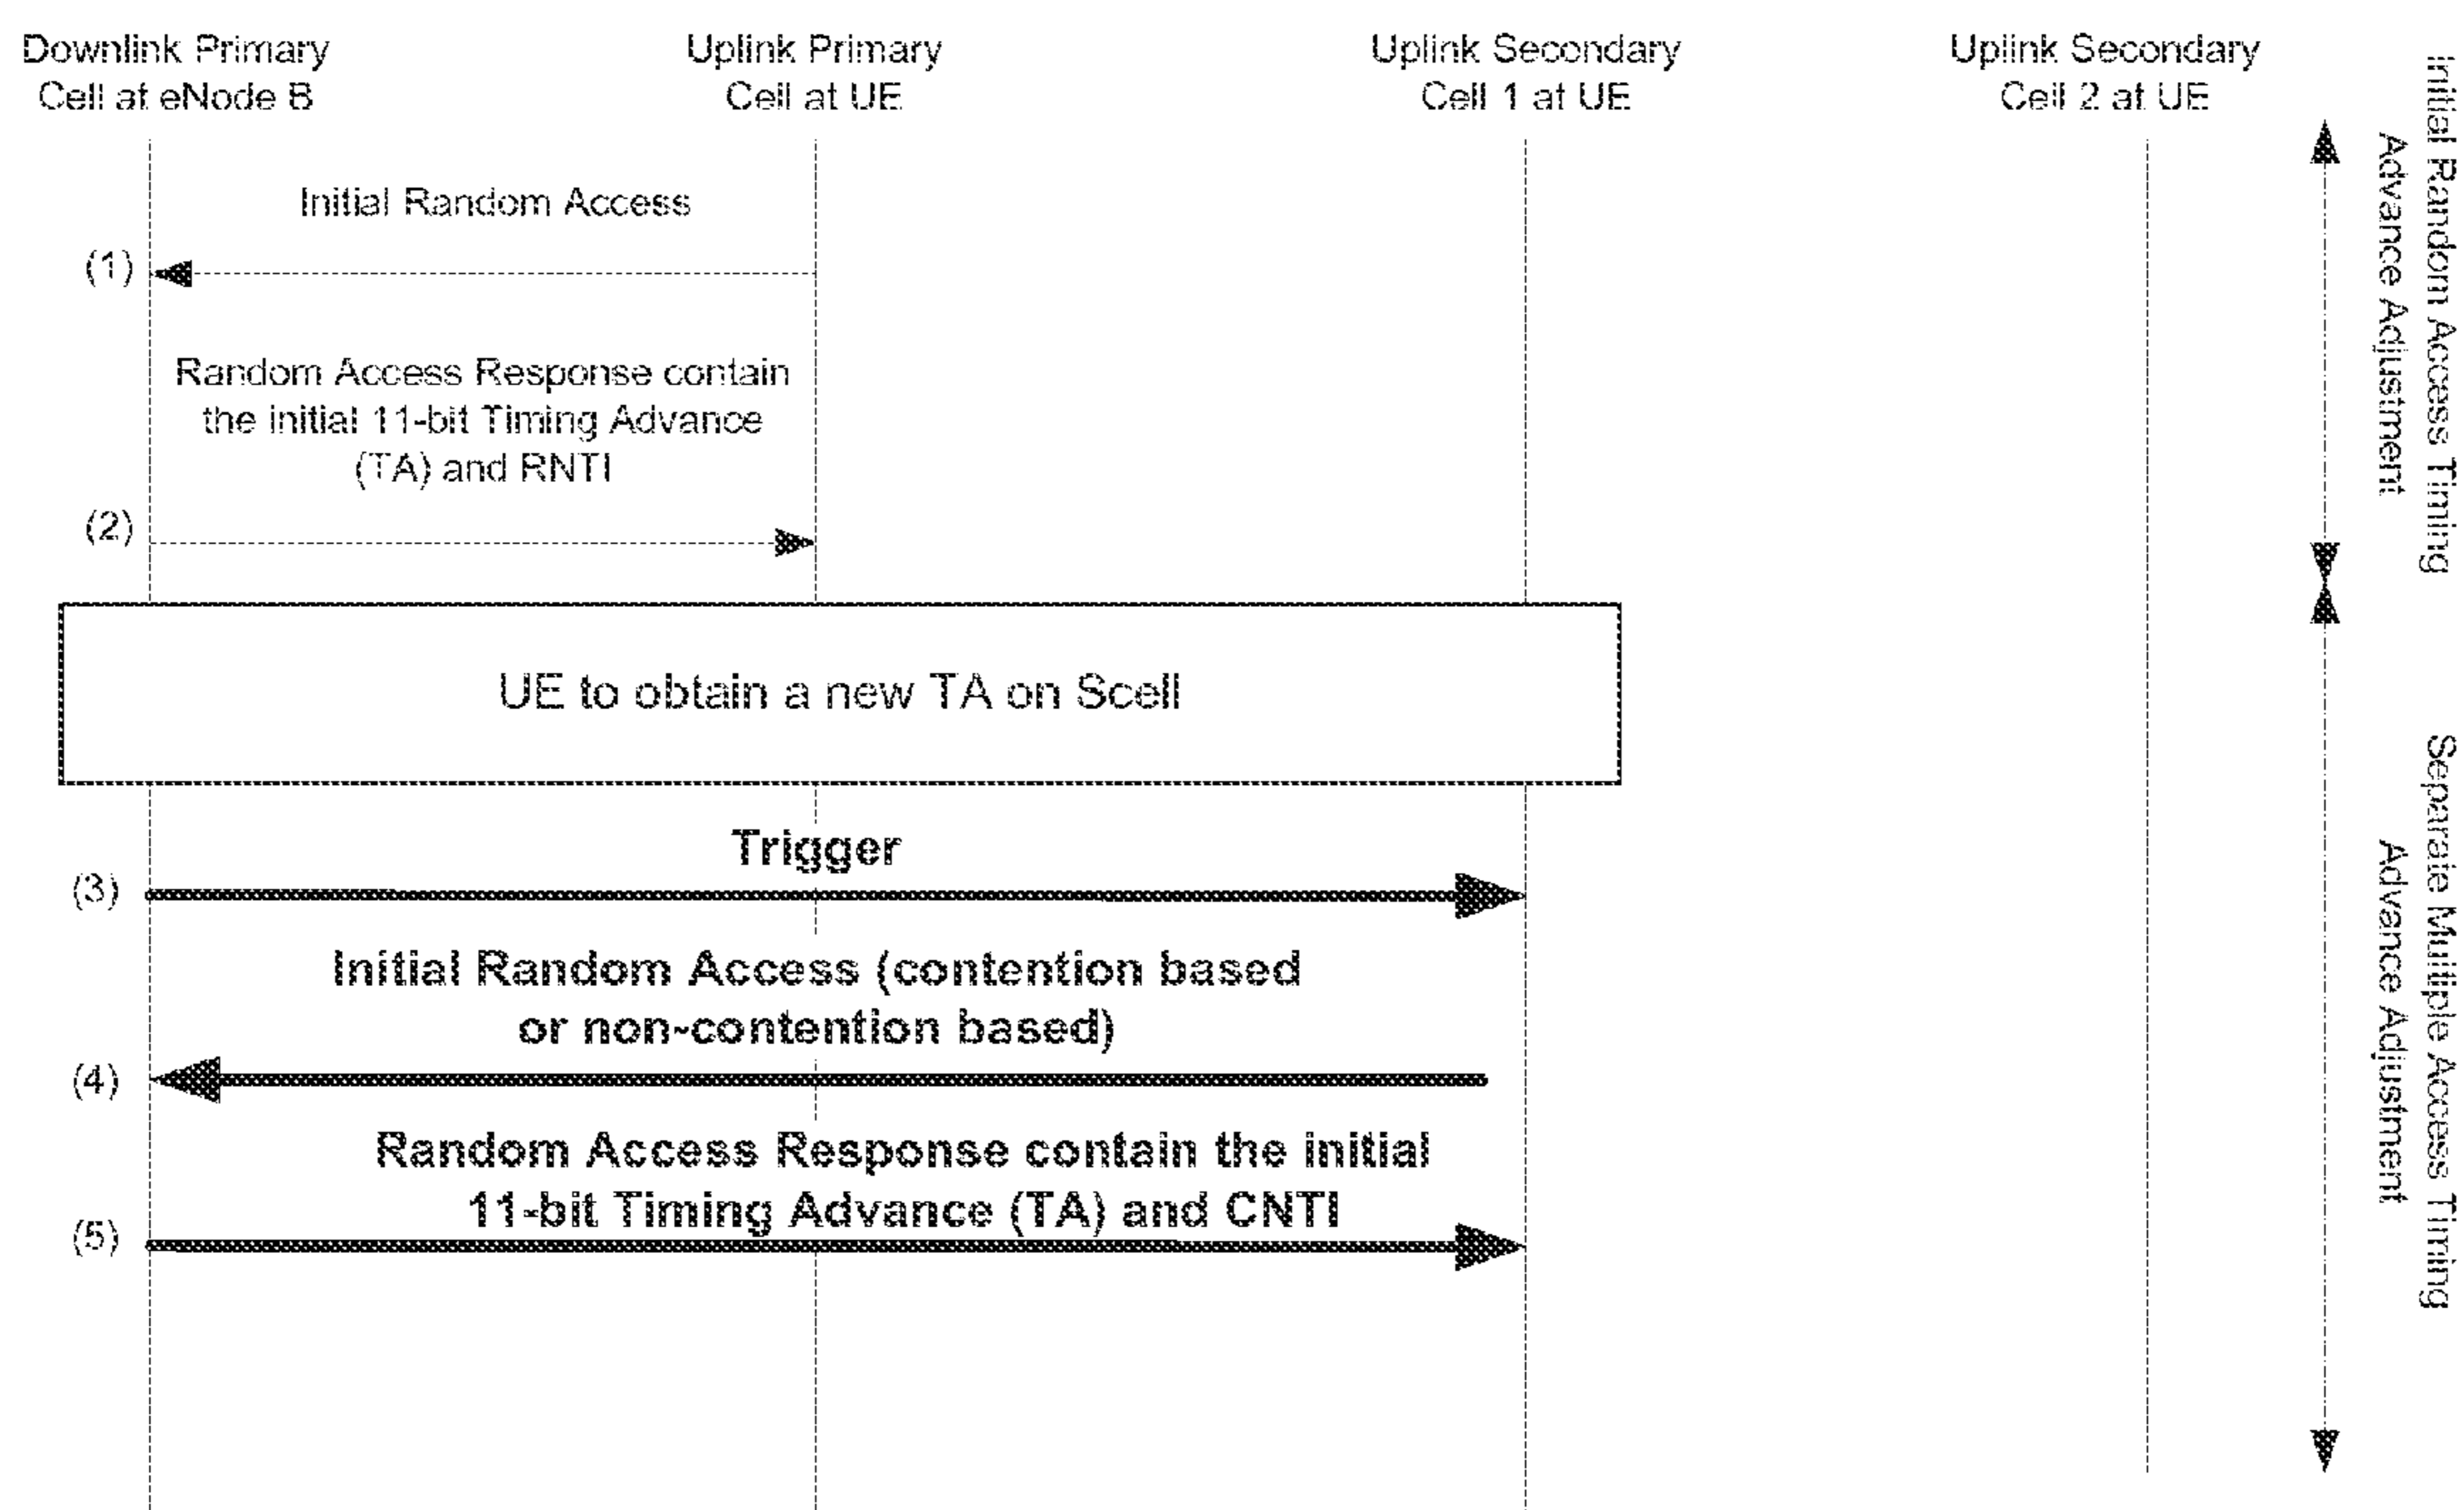 Downlink Primary
Cell at eNode B
Uplink Primary
Cell at UE
Uplink Secondary
Cell 1 at UE
Uplink Secondary
Cell 2 at UE
Initial Random Access Timing
Advance Adjustment
Initial Random Access
(1)
Random Access Response contain
the initial 11-bit Timing Advance
(TA) and RNTI
(2)
UE to obtain a new TA on Scell
Separate Multiple Access Timing
Advance Adjustment
Trigger
(3)
Initial Random Access (contention based
or non-contention based)
(4)
Random Access Response contain the initial
11-bit Timing Advance (TA) and CNTI
(5)